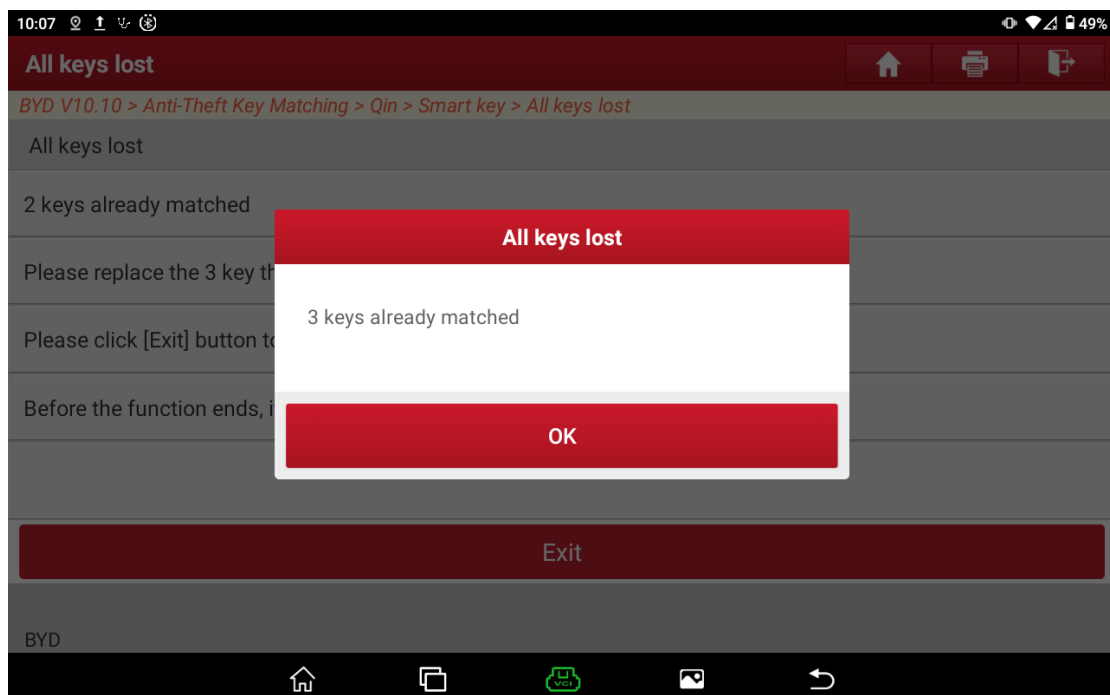 10:07
49%
All keys lost
BYD V10.10 > Anti-Theft Key Matching > Qin > Smart key > All keys lost
All keys lost
2 keys already matched
Please replace the 3 key th
Please click [Exit] button to
Before the function ends, i
All keys lost
3 keys already matched
OK
Exit
BYD
VCI